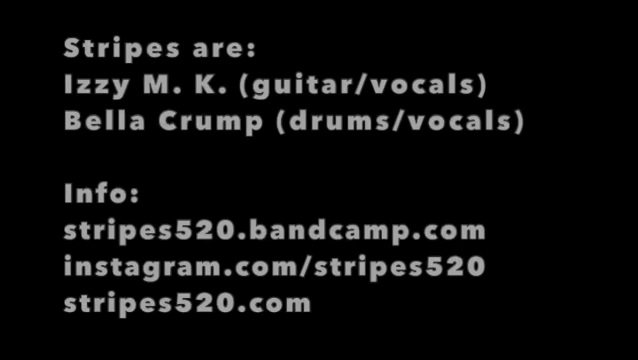 Stripes are:
Izzy M. K. (guitar/vocals)
Bella Crump (drums/vocals)
Info:
stripes520.bandcamp.com
instagram.com/stripes520
stripes520.com